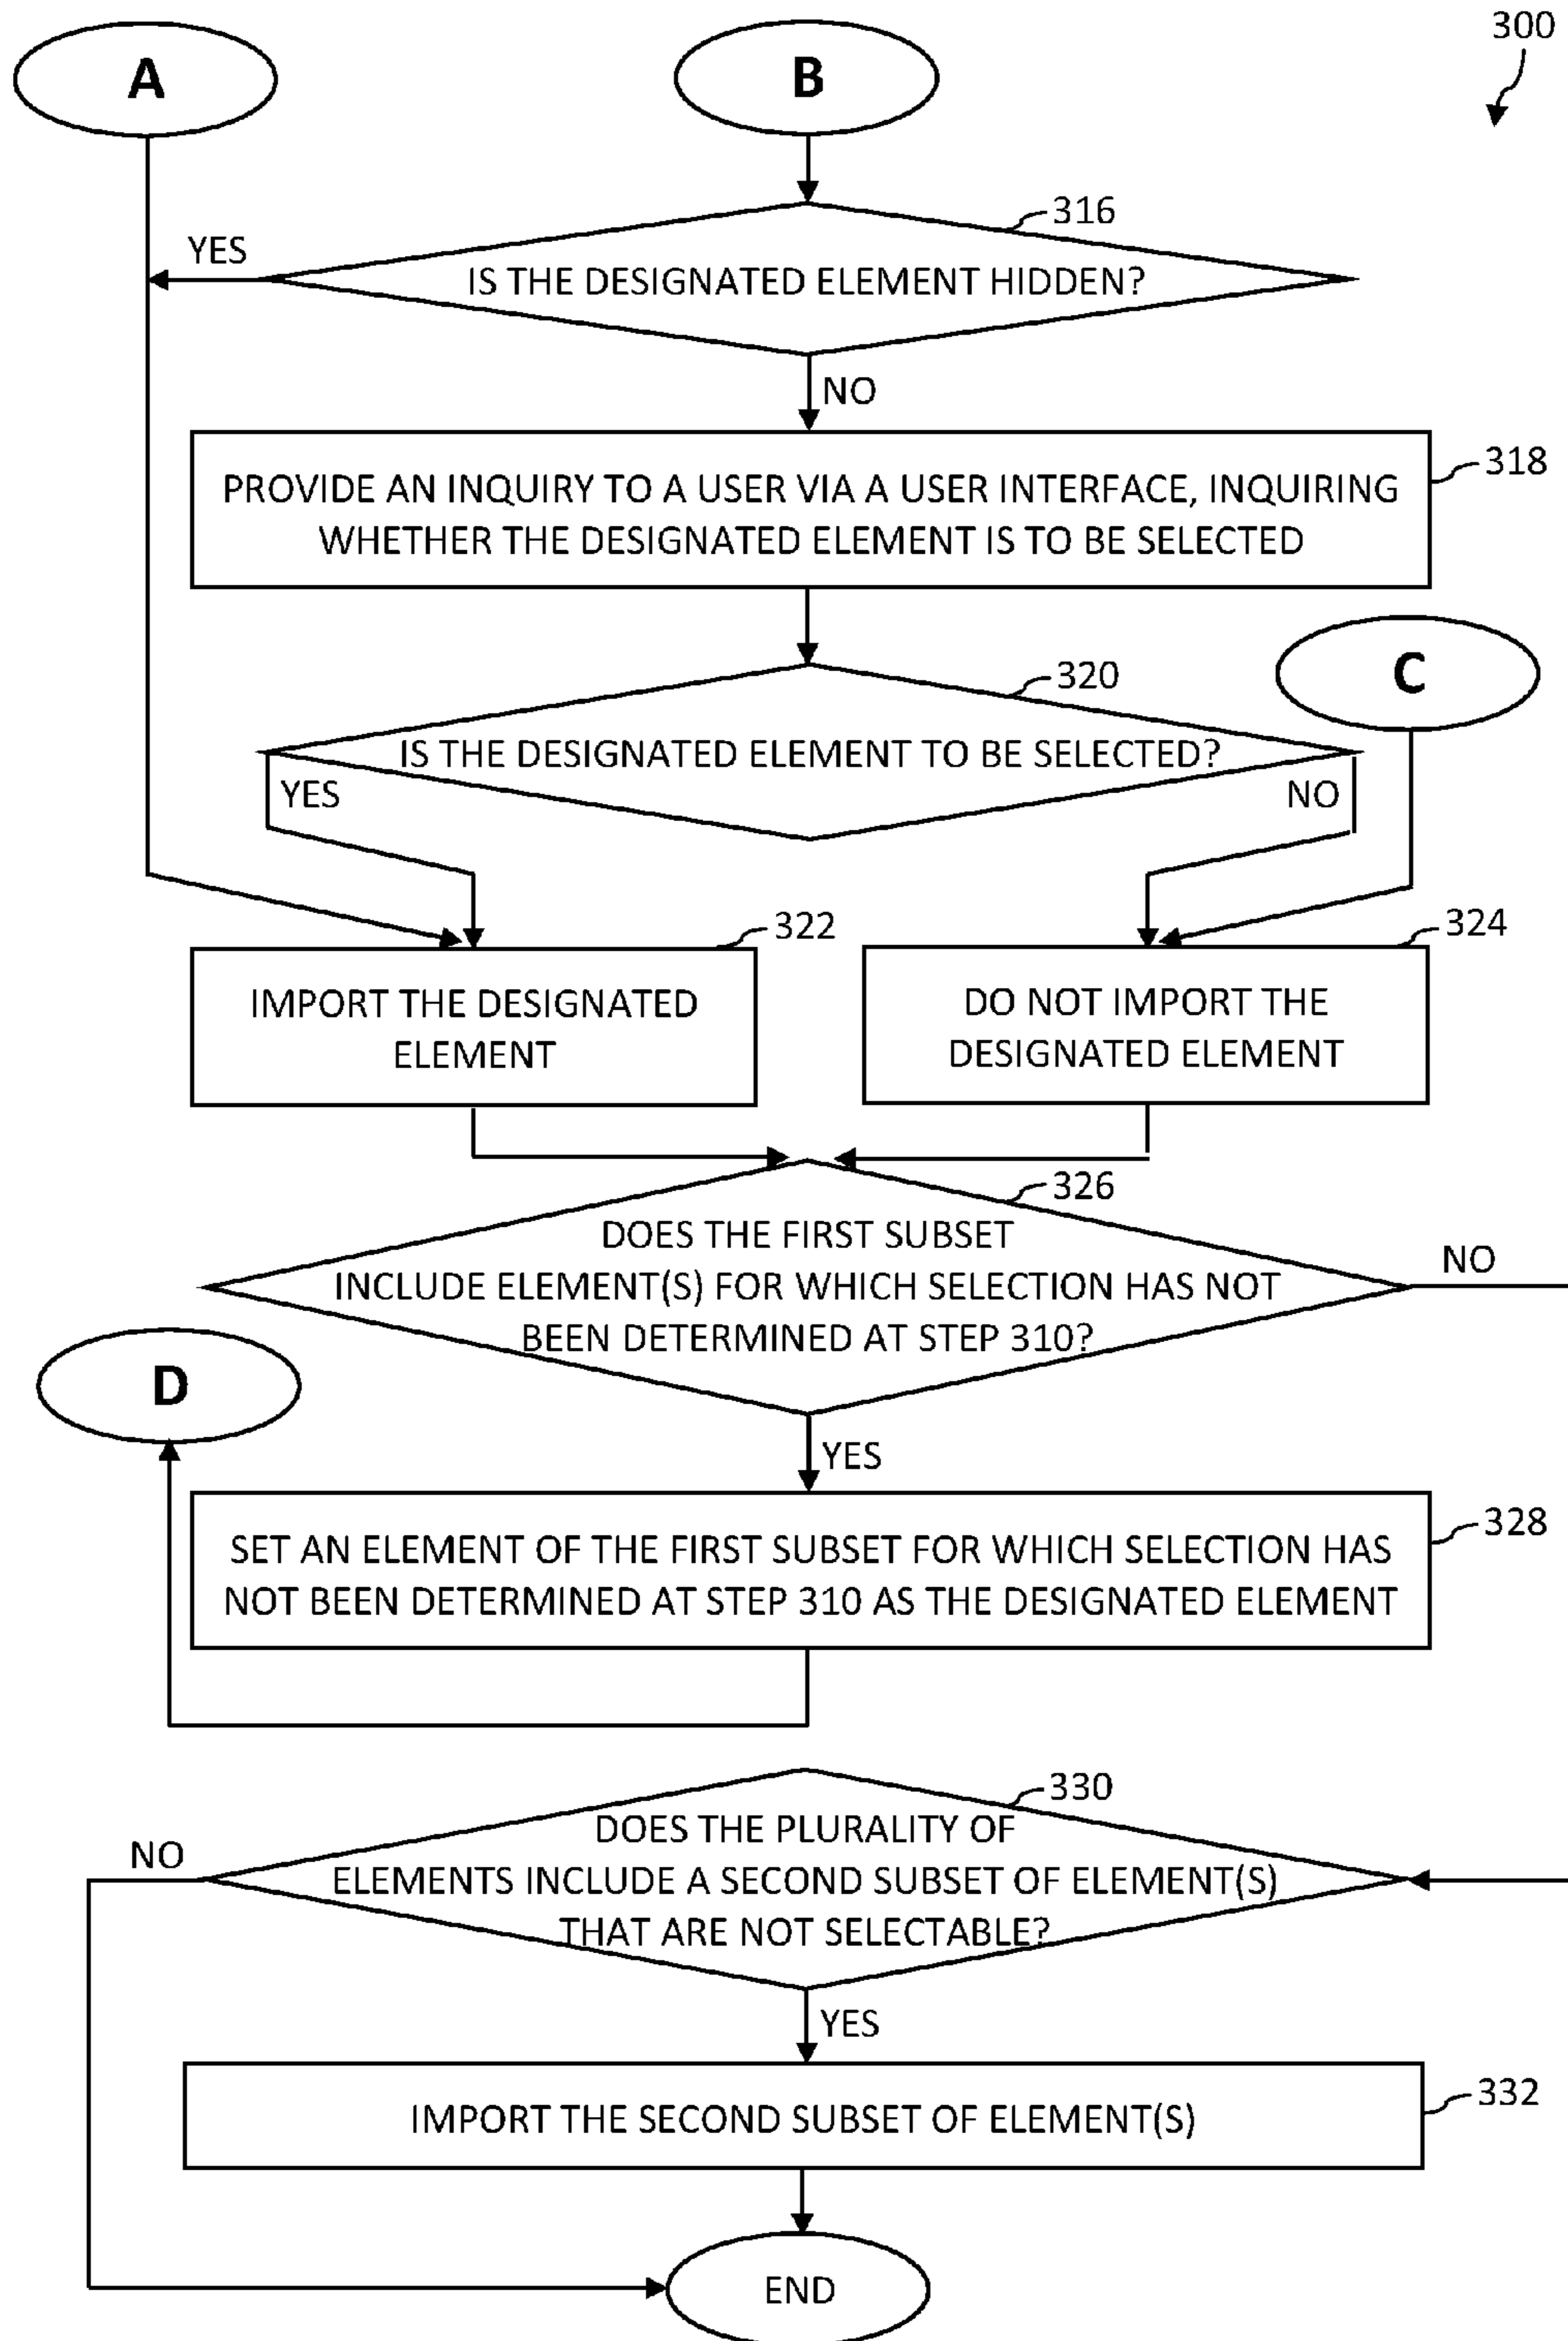 300
A
B
316
YES
IS THE DESIGNATED ELEMENT HIDDEN?
NO
318
PROVIDE AN INQUIRY TO A USER VIA A USER INTERFACE, INQUIRING
WHETHER THE DESIGNATED ELEMENT IS TO BE SELECTED
C
320
IS THE DESIGNATED ELEMENT TO BE SELECTED?
YES
NO
322
324
IMPORT THE DESIGNATED
ELEMENT
DO NOT IMPORT THE
DESIGNATED ELEMENT
326
DOES THE FIRST SUBSET
INCLUDE ELEMENT(S) FOR WHICH SELECTION HAS NOT
BEEN DETERMINED AT STEP 310?
NO
D
YES
328
SET AN ELEMENT OF THE FIRST SUBSET FOR WHICH SELECTION HAS
NOT BEEN DETERMINED AT STEP 310 AS THE DESIGNATED ELEMENT
330
DOES THE PLURALITY OF
ELEMENTS INCLUDE A SECOND SUBSET OF ELEMENT(S)
THAT ARE NOT SELECTABLE?
NO
YES
332
IMPORT THE SECOND SUBSET OF ELEMENT(S)
END